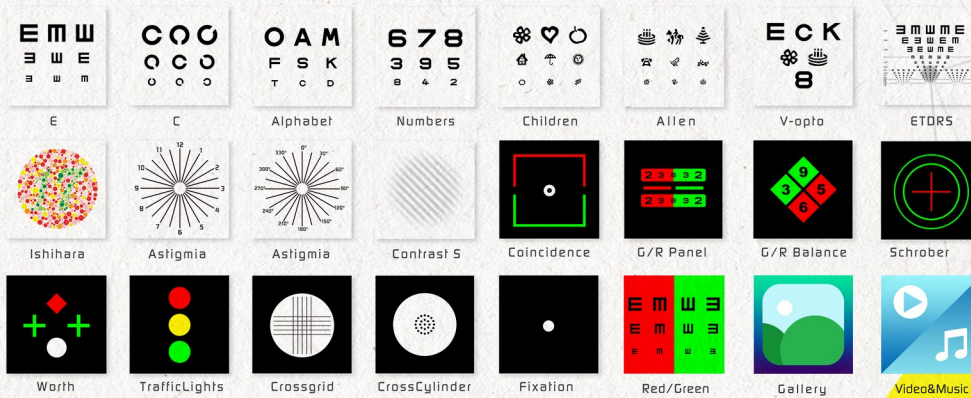 E M W
O A M
6 7 8
E C K
F S K
3 9 5
T C D
8 4 2
8
E
C
Alphabet
Numbers
Children
Allen
V-opto
ETDRS
12
11 1
10 2
9 3
8 4
7 5
6
0°
330° 30°
300° 60°
270° 90°
240° 120°
210° 150°
180°
2 3 8 3 2
2 3 8 3 2
9
3 5
6
Ishihara
Astigmia
Astigmia
Contrast S
Coincidence
G/R Panel
G/R Balance
Schrober
E M W E
Worth
TrafficLights
Crossgrid
CrossCylinder
Fixation
Red/Green
Gallery
Video&Music